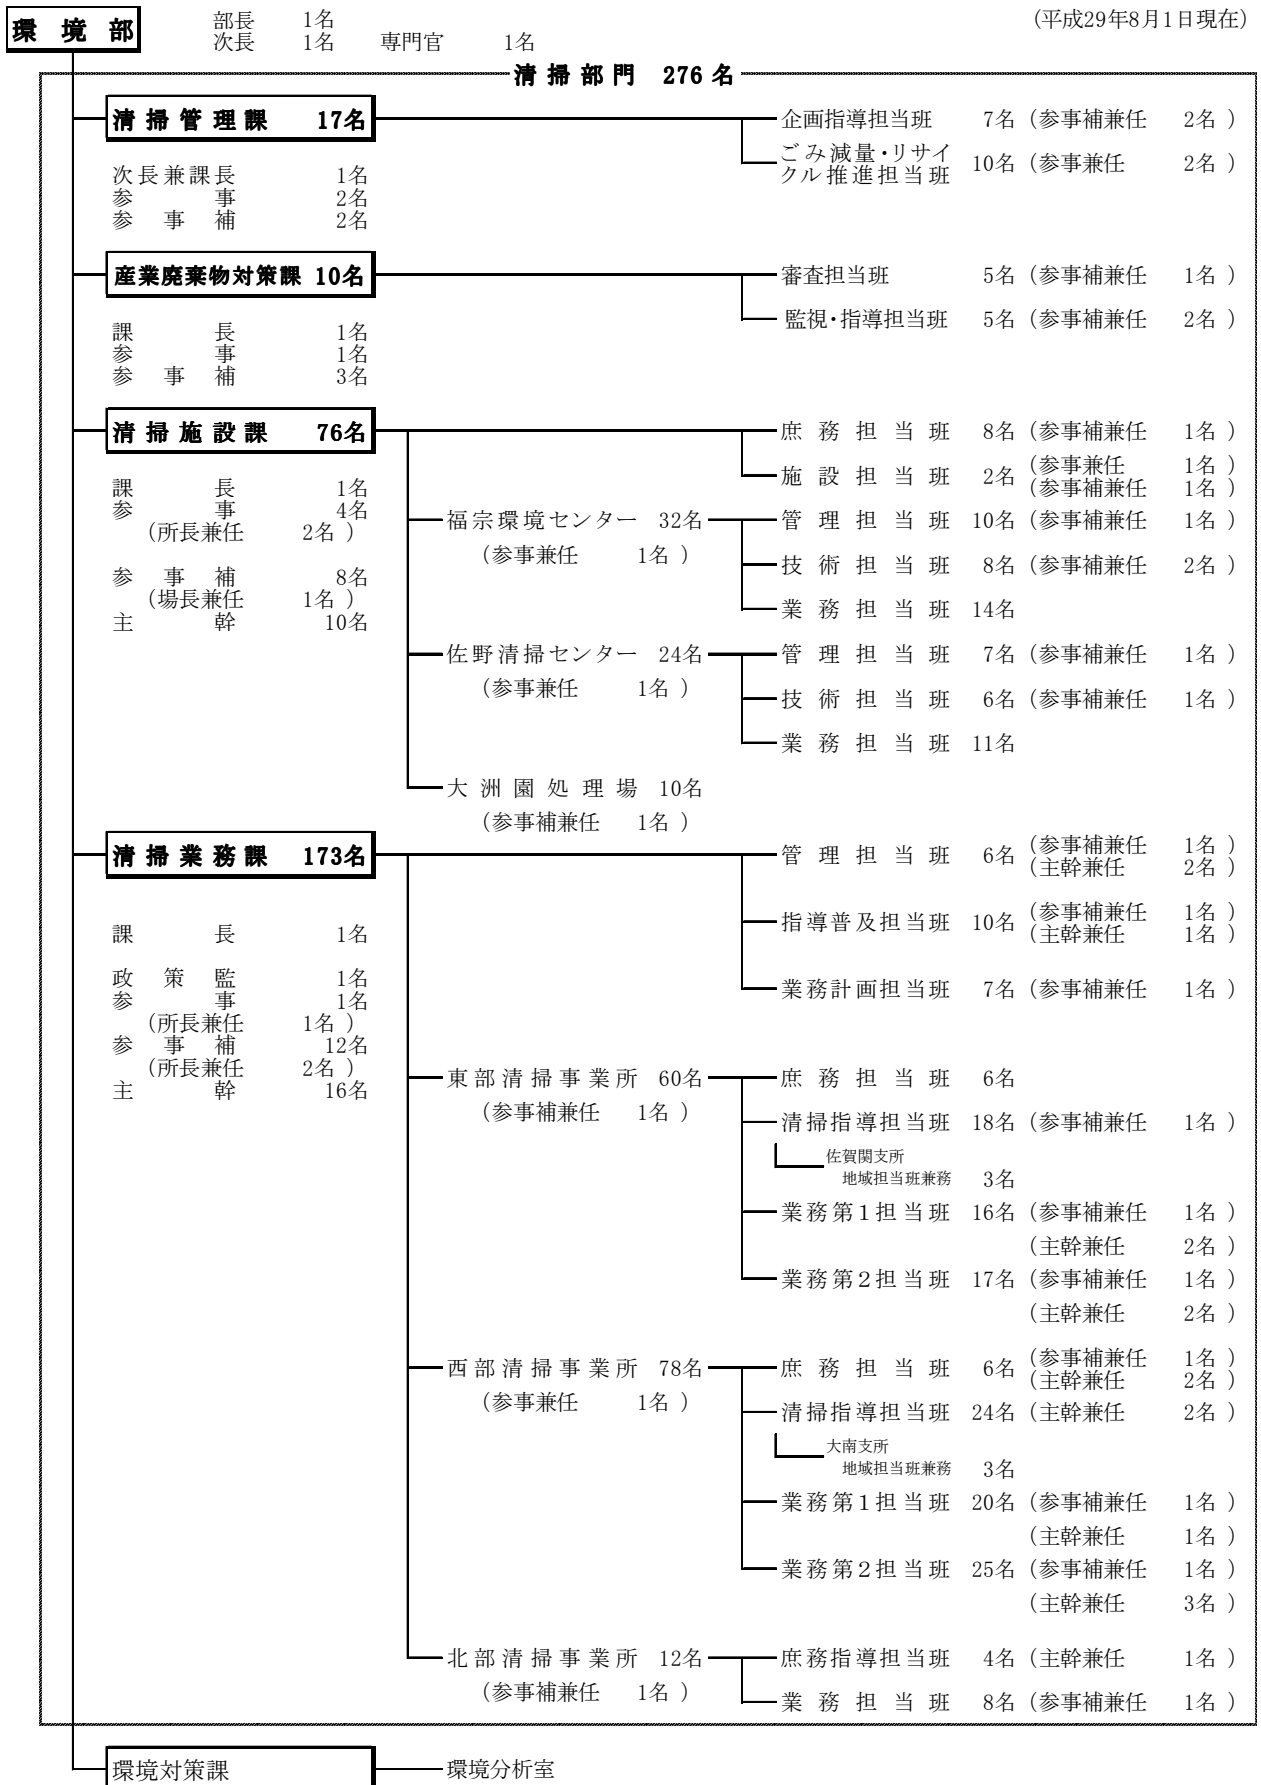 環境部
部長 1名
(平成29年8月1日現在)
次長 1名 専門官 1名
清掃部門 276名
清掃管理課 17名
企画指導担当班 7名 (参事補兼任 2名)
ごみ減量・リサイ
クル推進担当班 10名 (参事兼任 2名)
次長兼課長 1名
参事 2名
参事補 2名
産業廃棄物対策課 10名
審査担当班 5名 (参事補兼任 1名)
監視・指導担当班 5名 (参事補兼任 2名)
課長 1名
参事 1名
参事補 3名
清掃施設課 76名
庶務担当班 8名 (参事補兼任 1名)
施設担当班 2名 (参事兼任 1名)
(参事補兼任 1名)
課長 1名
参事 4名
(所長兼任 2名)
参事補 8名
(場長兼任 1名)
主幹 10名
福宗環境センター 32名
(参事兼任 1名)
管理担当班 10名 (参事補兼任 1名)
技術担当班 8名 (参事補兼任 2名)
業務担当班 14名
佐野清掃センター 24名
(参事兼任 1名)
管理担当班 7名 (参事補兼任 1名)
技術担当班 6名 (参事補兼任 1名)
業務担当班 11名
大洲園処理場 10名
(参事補兼任 1名)
清掃業務課 173名
管理担当班 6名 (参事補兼任 1名)
(主幹兼任 2名)
指導普及担当班 10名 (参事補兼任 1名)
(主幹兼任 1名)
業務計画担当班 7名 (参事補兼任 1名)
課長 1名
政策監 1名
参事 1名
(所長兼任 1名)
参事補 12名
(所長兼任 2名)
主幹 16名
東部清掃事業所 60名
(参事補兼任 1名)
庶務担当班 6名
清掃指導担当班 18名 (参事補兼任 1名)
佐賀関支所
地域担当班兼務 3名
業務第1担当班 16名 (参事補兼任 1名)
(主幹兼任 2名)
業務第2担当班 17名 (参事補兼任 1名)
(主幹兼任 2名)
西部清掃事業所 78名
(参事兼任 1名)
庶務担当班 6名 (参事補兼任 1名)
(主幹兼任 2名)
清掃指導担当班 24名 (主幹兼任 2名)
大南支所
地域担当班兼務 3名
業務第1担当班 20名 (参事補兼任 1名)
(主幹兼任 1名)
業務第2担当班 25名 (参事補兼任 1名)
(主幹兼任 3名)
北部清掃事業所 12名
(参事補兼任 1名)
庶務指導担当班 4名 (主幹兼任 1名)
業務担当班 8名 (参事補兼任 1名)
環境対策課
環境分析室